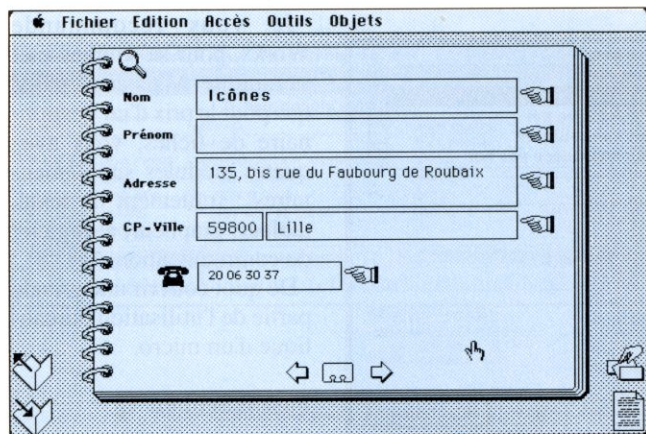 Fichier Edition Accès Outils Objets
Nom Icônes
Prénom
Adresse 135, bis rue du Faubourg de Roubaix
CP-Ville 59800 Lille
20 06 30 37